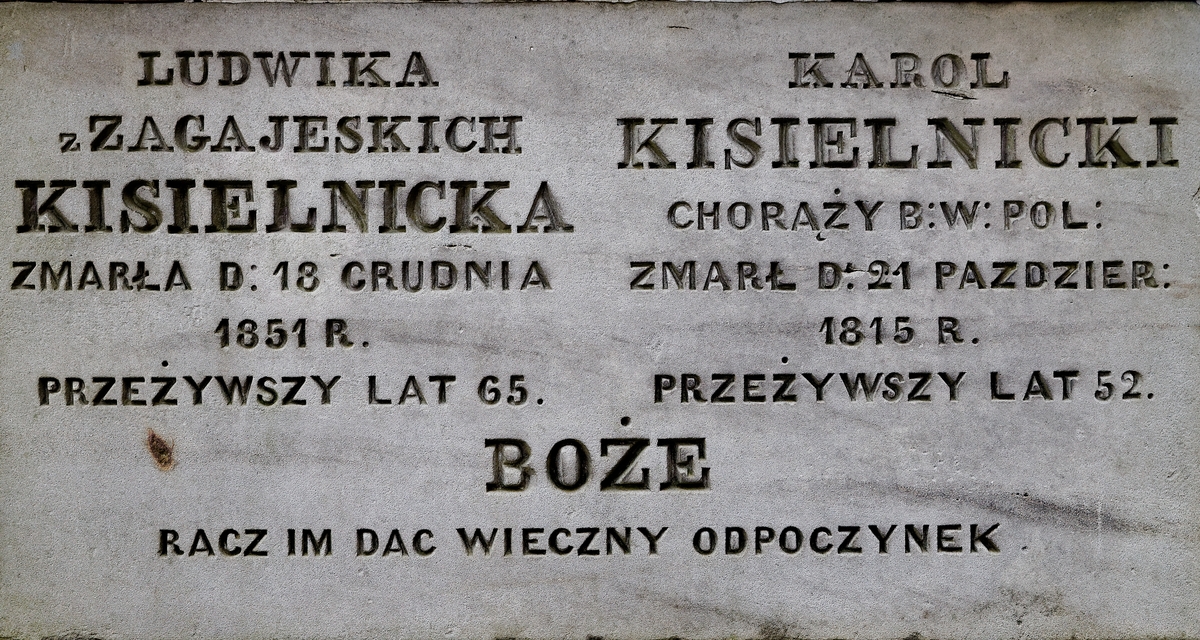 LUDWIKA
z ZAGAJESKICH
KISIELNICKA
ZMARŁA D: 18 GRUDNIA
1851 R.
PRZEŻYWSZY LAT 65.
KAROL
KISIELNICKI
CHORĄŻY B:W: POL:
ZMARŁ D: 21 PAZDZIER:
1815 R.
PRZEŻYWSZY LAT 52.
BOŻE
RACZ IM DAC WIECZNY ODPOCZYNEK.